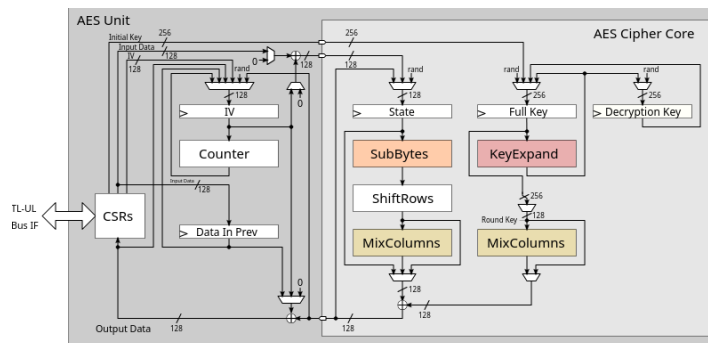 AES Unit
AES Cipher Core
Initial Key
256
Input Data
128
IV
128
0
rand
128
128
256
rand
128
rand
256
rand
256
128
IV
State
Full Key
Decryption Key
Counter
SubBytes
KeyExpand
Input Data
128
ShiftRows
256
128
Round Key
TL-UL
Bus IF
CSRs
Data In Prev
MixColumns
MixColumns
0
0
128
128
Output Data
128
128